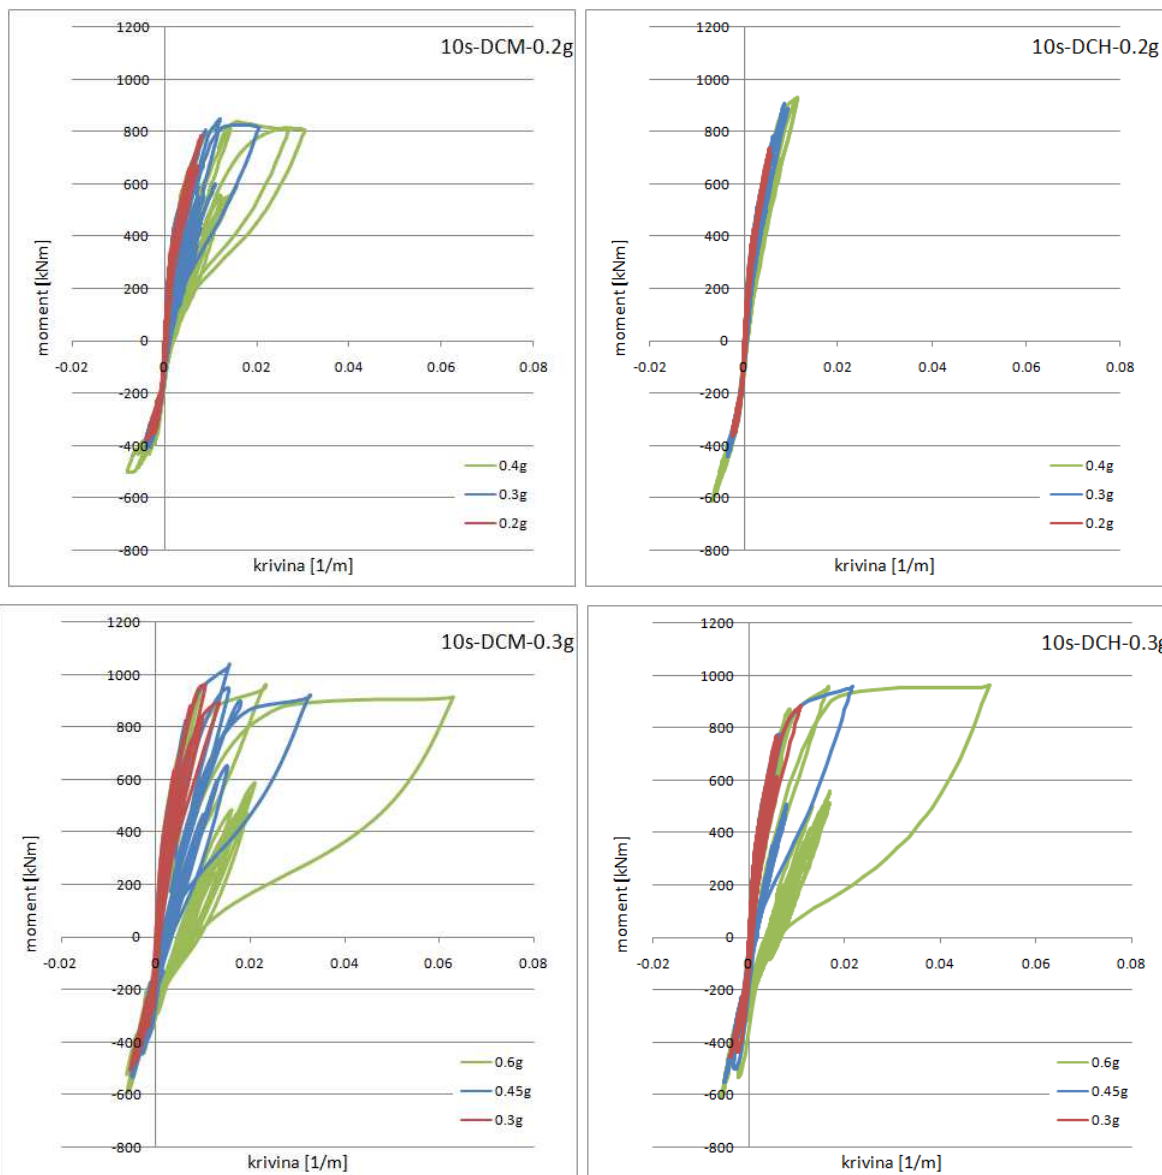 10s-DCM-0.2g
1200
1000
800
600
400
200
0
-200
-400
-600
-800
-0.02
0
0.02
0.04
0.06
0.08
moment [kNm]
krivina [1/m]
0.4g
0.3g
0.2g
10s-DCH-0.2g
1200
1000
800
600
400
200
0
-200
-400
-600
-800
-0.02
0
0.02
0.04
0.06
0.08
moment [kNm]
krivina [1/m]
0.4g
0.3g
0.2g
10s-DCM-0.3g
1200
1000
800
600
400
200
0
-200
-400
-600
-800
-0.02
0
0.02
0.04
0.06
0.08
moment [kNm]
krivina [1/m]
0.6g
0.45g
0.3g
10s-DCH-0.3g
1200
1000
800
600
400
200
0
-200
-400
-600
-800
-0.02
0
0.02
0.04
0.06
0.08
moment [kNm]
krivina [1/m]
0.6g
0.45g
0.3g